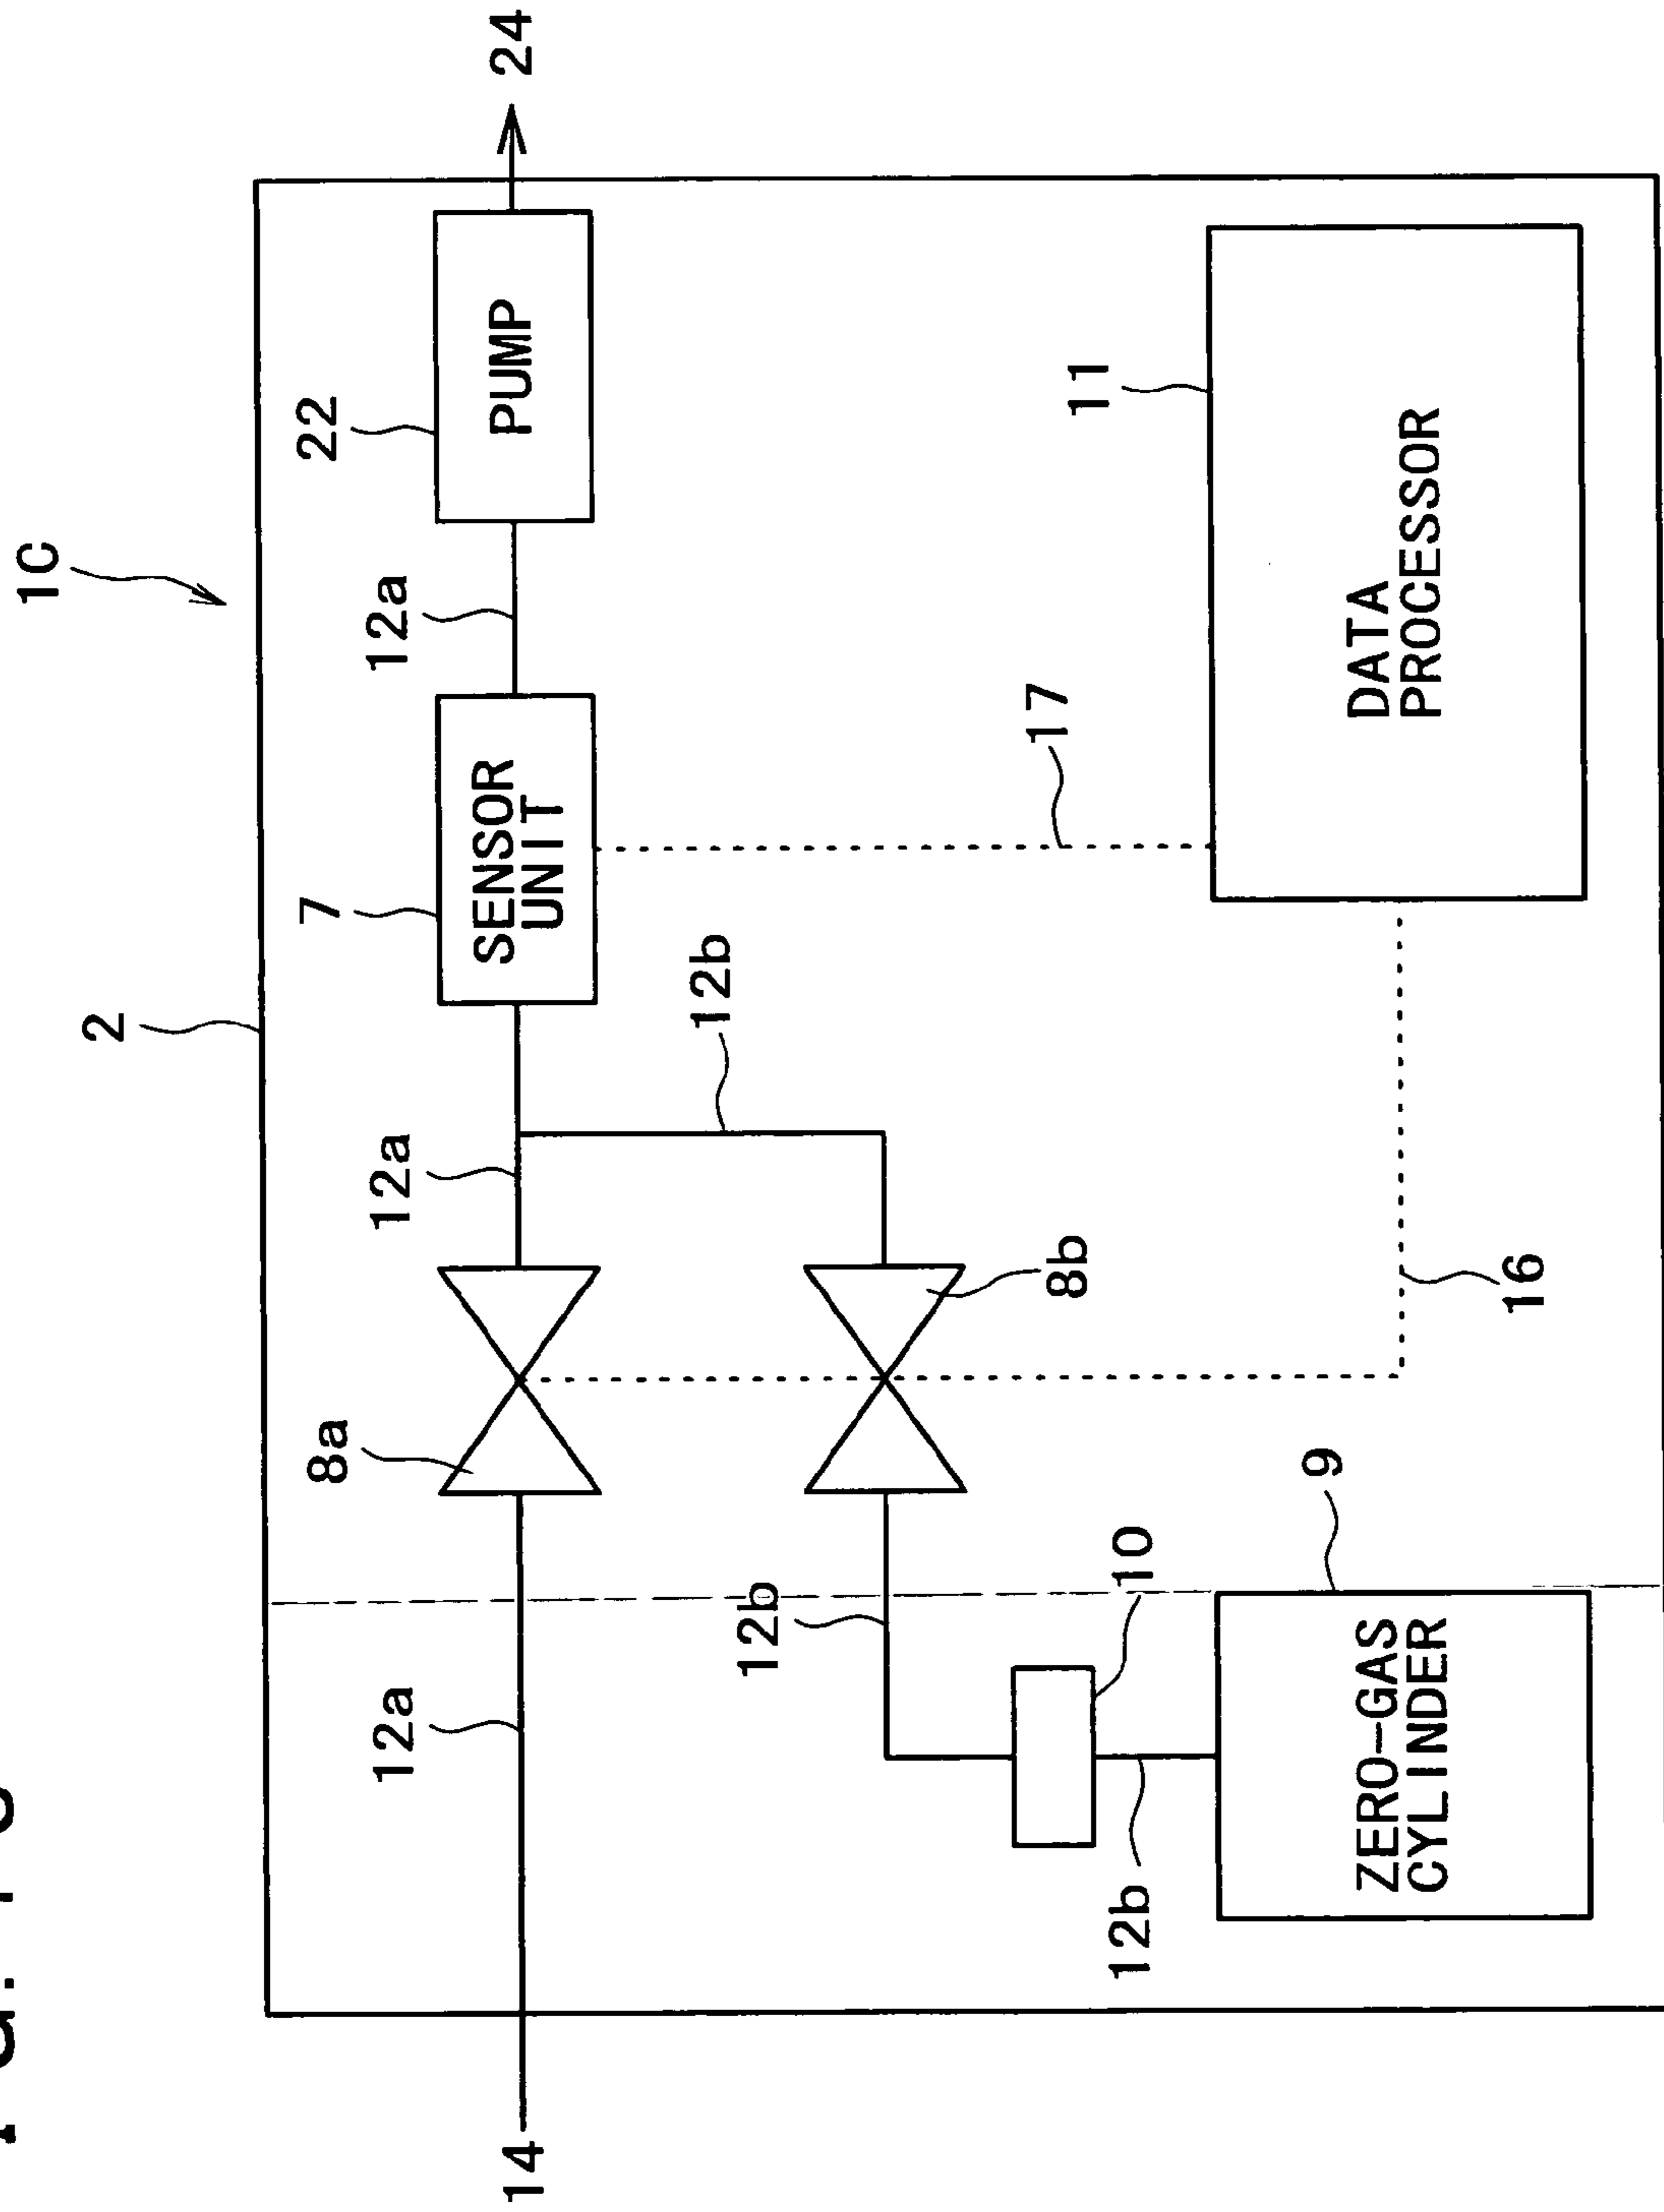 1C
2
8a
7
22
12a
12a
12a
14
SENSOR
UNIT
PUMP
24
12b
12b
8b
17
11
12b
10
9
ZERO-GAS
CYLINDER
DATA
PROCESSOR
16